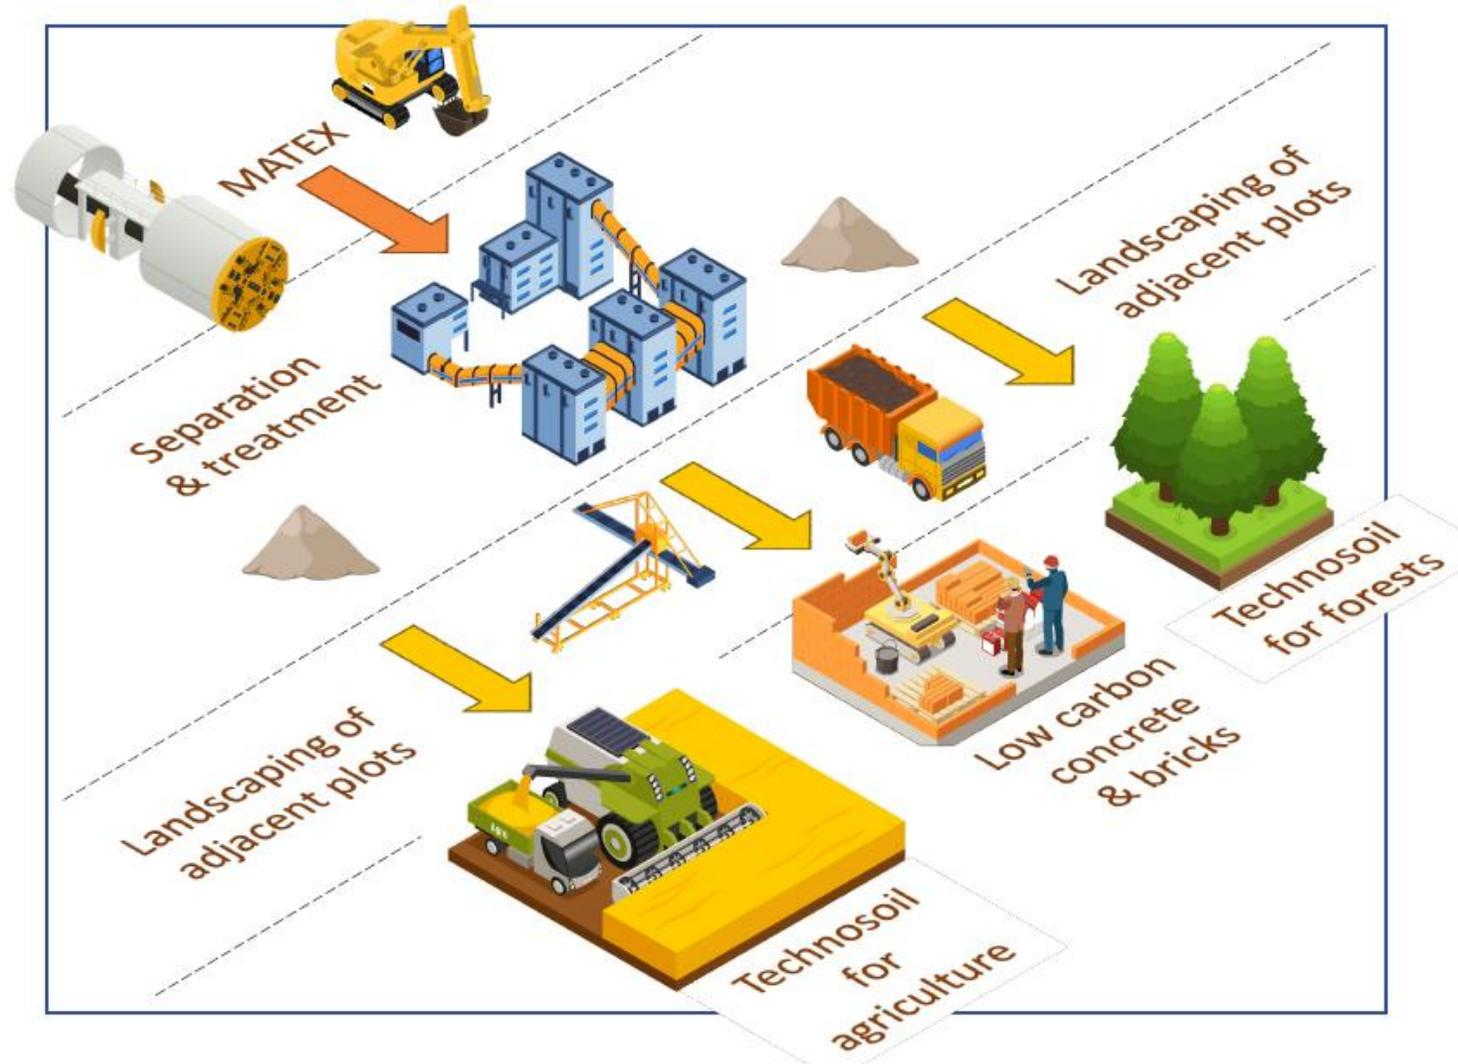 MATEX
Separation
& treatment
Landscaping of
adjacent plots
Landscaping of
adjacent plots
Technosoil
for forests
Low carbon
concrete
& bricks
Technosoil
for
agriculture